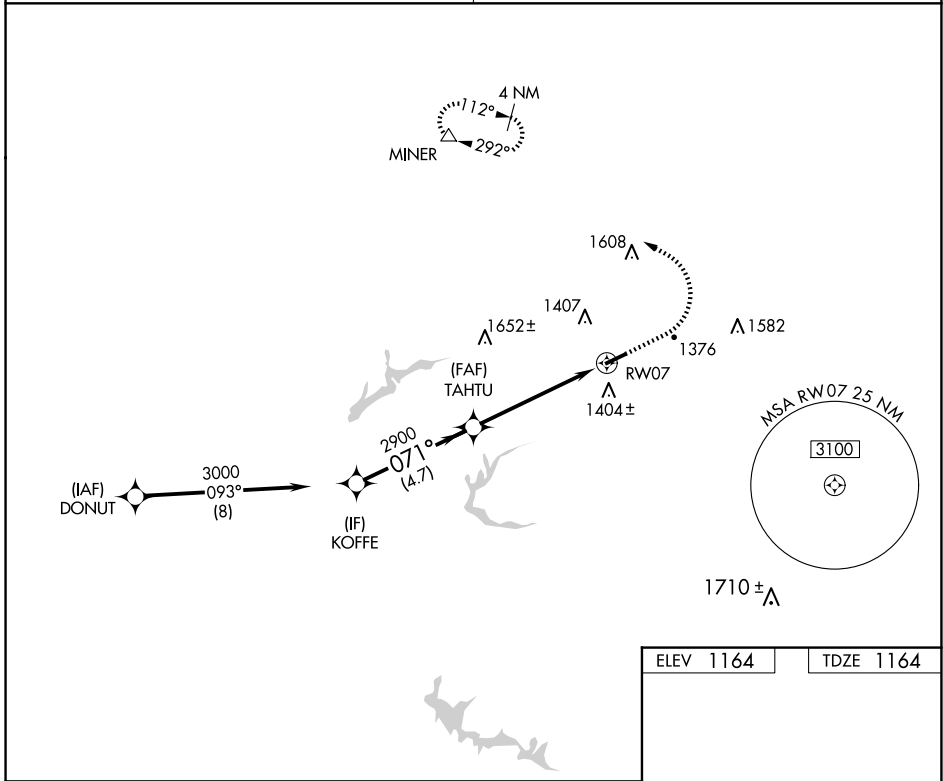 4 NM
112°
292°
MINER
1608
1407
1652±
1582
1376
(FAF)
TAHTU
RW07
1404±
MSA RW07 25 NM
3100
2900
071°
(4.7)
3000
093°
(8)
(IAF)
DONUT
(IF)
KOFFE
1710 ±
ELEV 1164
TDZE 1164